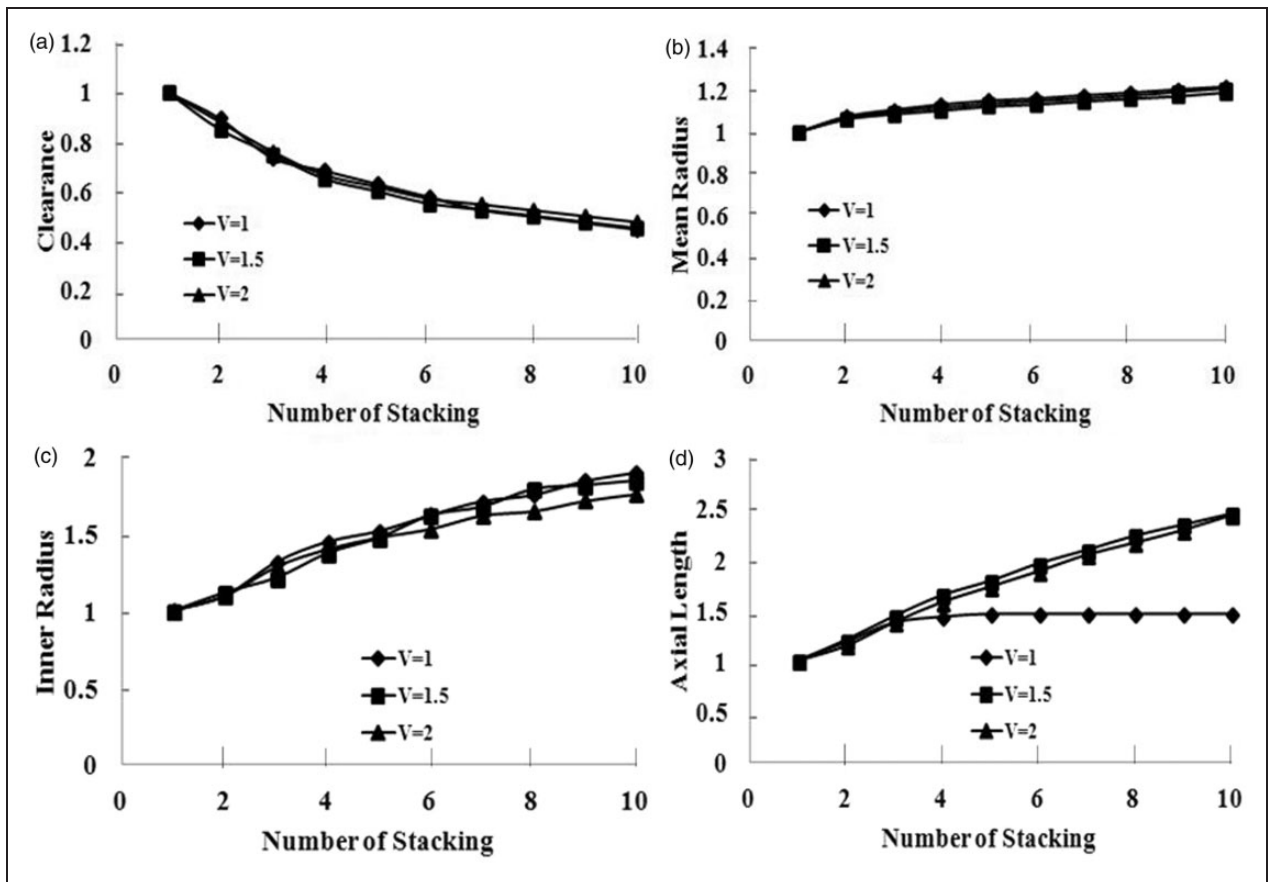 (a)
1.2
1
0.8
0.6
0.4
0.2
0
Clearance
V=1
V=1.5
V=2
0 2 4 6 8 10
Number of Stacking
(b)
1.4
1.2
1
0.8
0.6
0.4
0.2
0
Mean Radius
V=1
V=1.5
V=2
0 2 4 6 8 10
Number of Stacking
(c)
2
1.5
1
0.5
0
Inner Radius
V=1
V=1.5
V=2
0 2 4 6 8 10
Number of Stacking
(d)
3
2.5
2
1.5
1
0.5
0
Axial Length
V=1
V=1.5
V=2
0 2 4 6 8 10
Number of Stacking